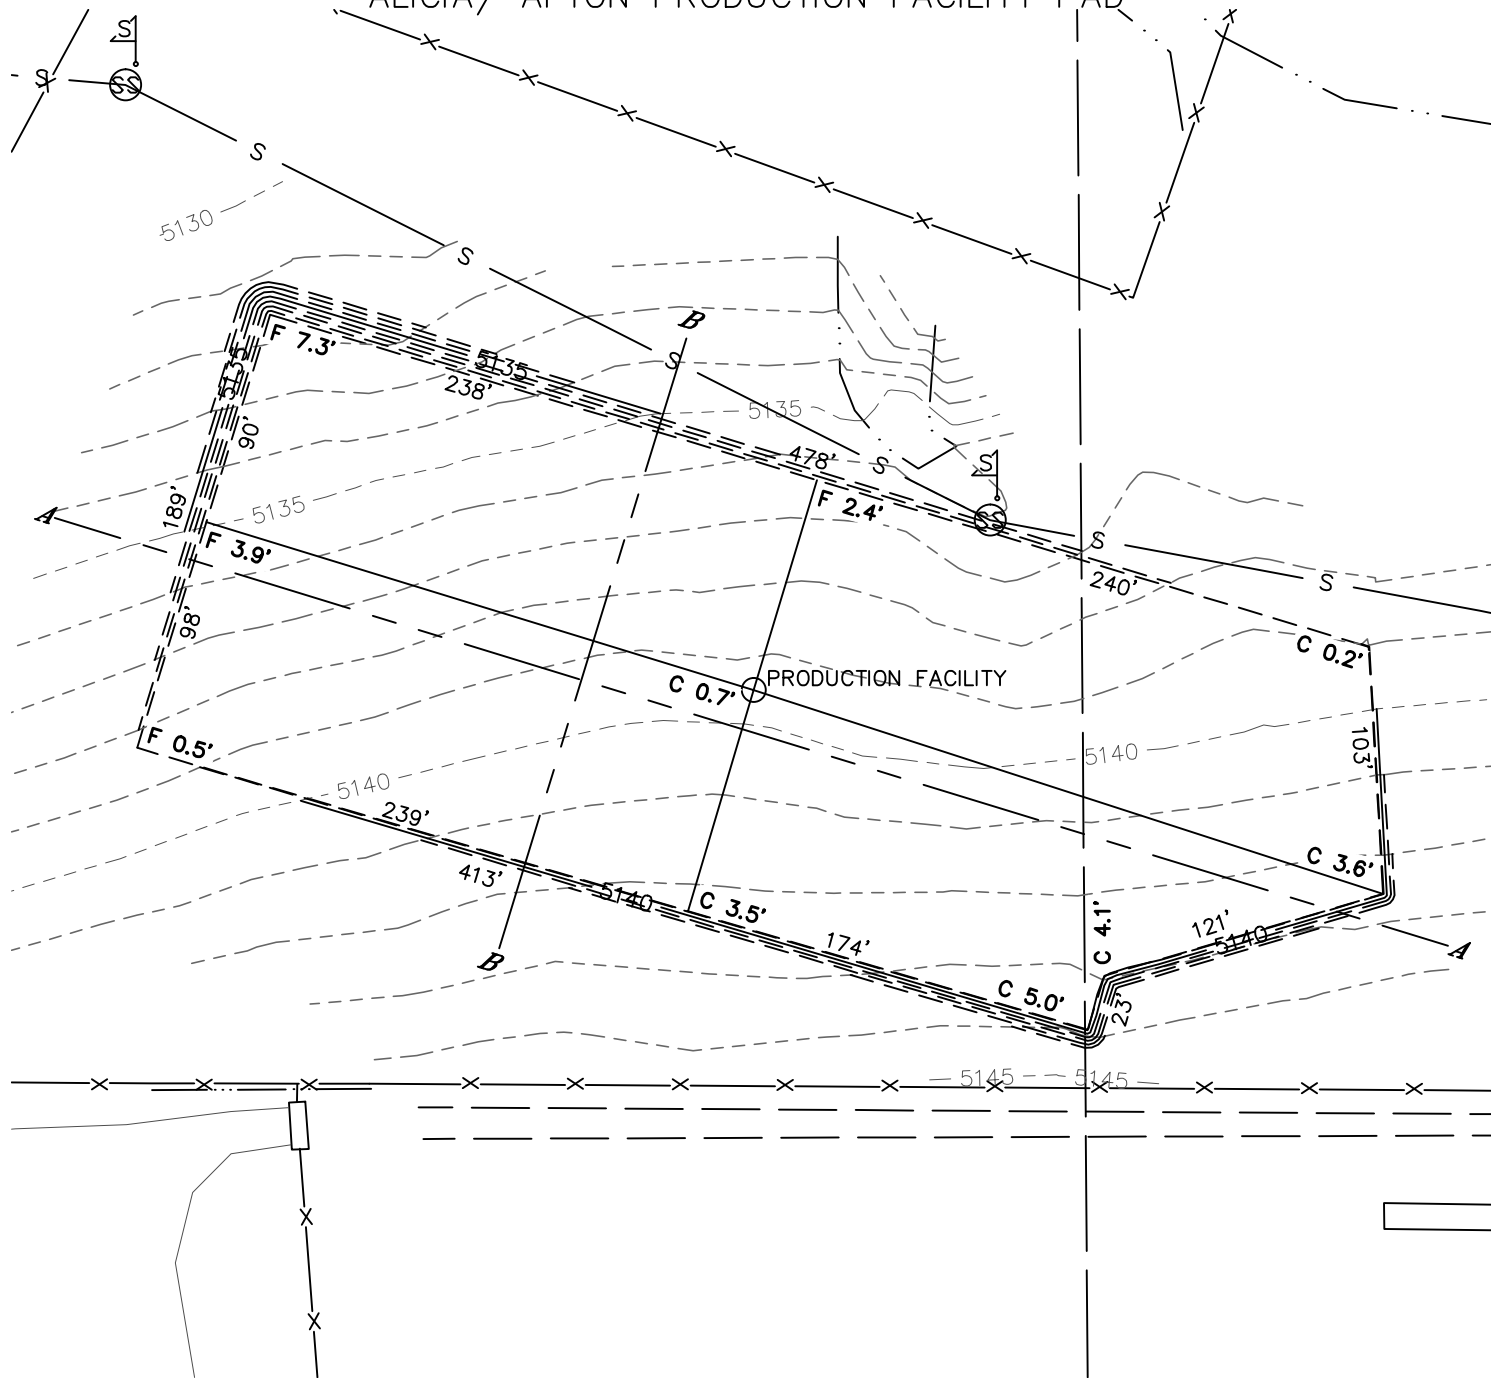 ALICIA/ AFTON PRODUCTION FACILITY PAD
S
S
SS
S
5130
S
B
F 7.3'
5135
5135
238'
S
5135
90'
478'
S
S
189'
5135
A
F 2.4'
SS
F 3.9'
S
240'
S
98'
C 0.2'
C 0.7'
PRODUCTION FACILITY
F 0.5'
103'
5140
5140
239'
C 3.6'
413'
5140
C 3.5'
C 4.1'
121'
5140
174'
A
B
C 5.0'
23'
5145
5145